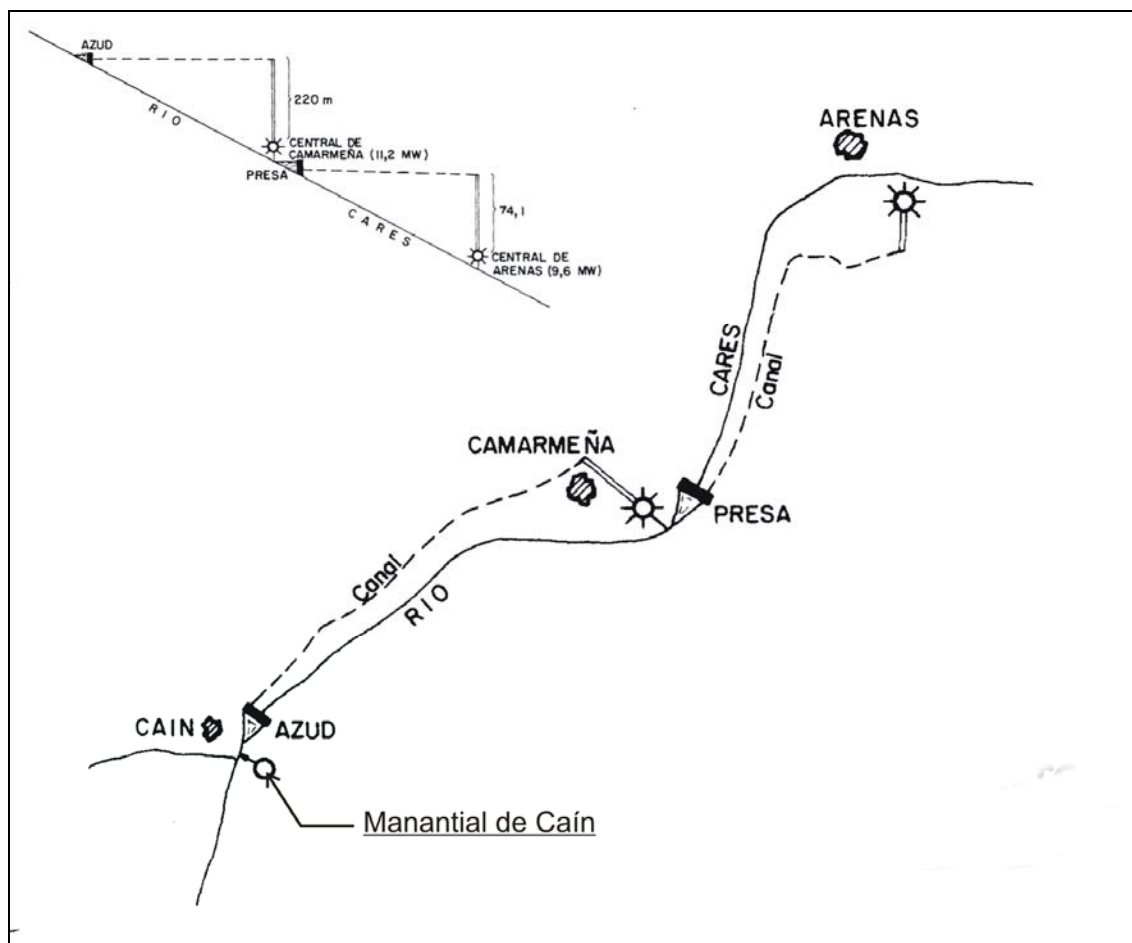 AZUD
RIO
220 m
CENTRAL DE
CAMARMEÑA (11,2 MW)
PRESA
CARES
74,1
CENTRAL DE
ARENAS (9,6 MW)
ARENAS
CARES
Canal
CAMARMEÑA
PRESA
Canal
RIO
CAIN
AZUD
Manantial de Caín